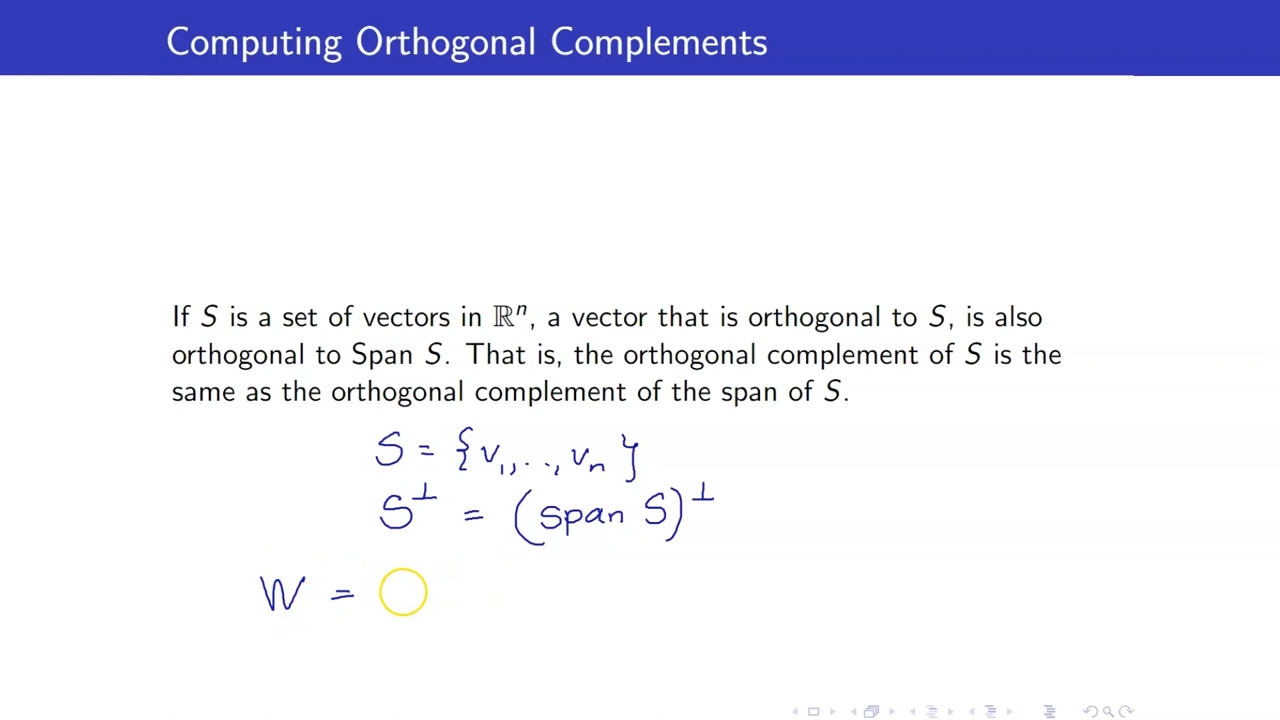 Computing Orthogonal Complements
If S is a set of vectors in ℝⁿ, a vector that is orthogonal to S, is also
orthogonal to Span S. That is, the orthogonal complement of S is the
same as the orthogonal complement of the span of S.
S = {v₁, . . , vₙ}
S^⊥ = (span S)^⊥
W =